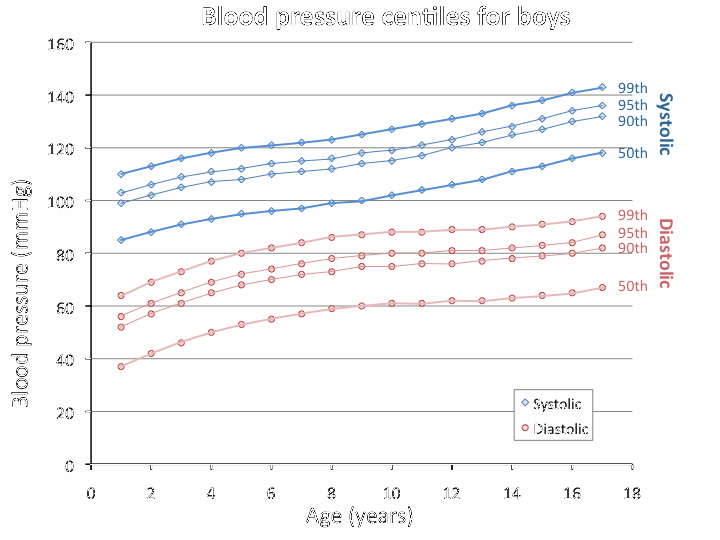 Blood pressure centiles for boys
160
140
120
100
80
60
40
20
0
0 2 4 6 8 10 12 14 16 18
Blood pressure (mmHg)
Age (years)
99th
95th
90th
50th
Systolic
99th
95th
90th
50th
Diastolic
Systolic
Diastolic